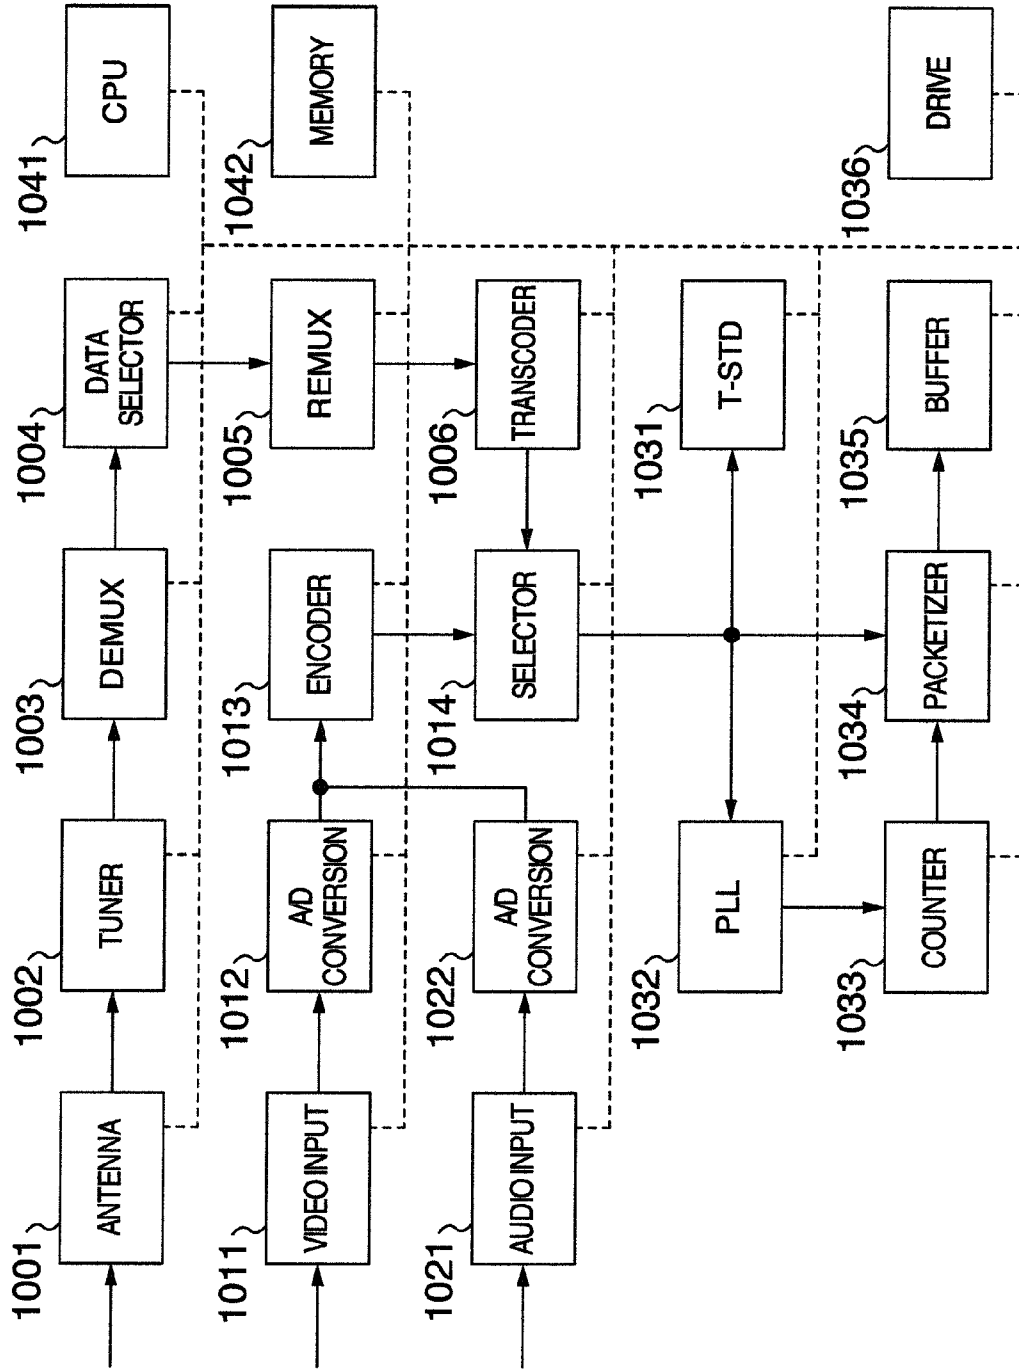 1001
ANTENNA
1002
TUNER
1003
DEMUX
1004
DATA
SELECTOR
1041
CPU
1011
VIDEO INPUT
1012
A/D
CONVERSION
1013
ENCODER
1005
REMUX
1042
MEMORY
1021
AUDIO INPUT
1022
A/D
CONVERSION
1014
SELECTOR
1006
TRANSCODER
1032
PLL
1031
T-STD
1033
COUNTER
1034
PACKETIZER
1035
BUFFER
1036
DRIVE